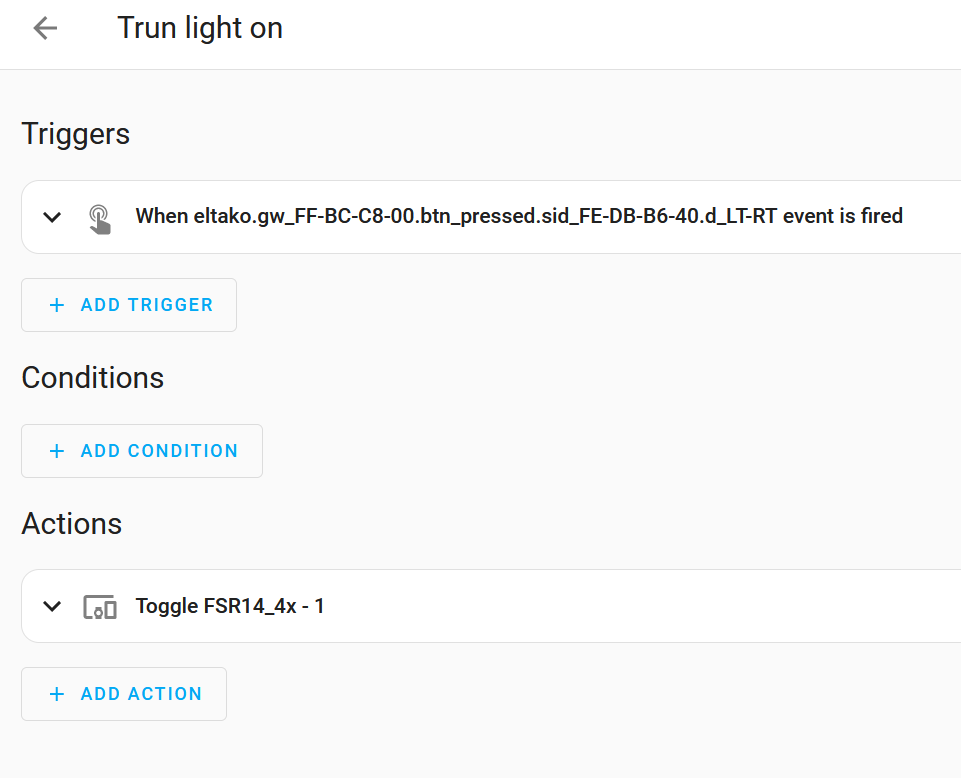 Trun light on
Triggers
When eltako.gw_FF-BC-C8-00.btn_pressed.sid_FE-DB-B6-40.d_LT-RT event is fired
+ ADD TRIGGER
Conditions
+ ADD CONDITION
Actions
Toggle FSR14_4x - 1
+ ADD ACTION